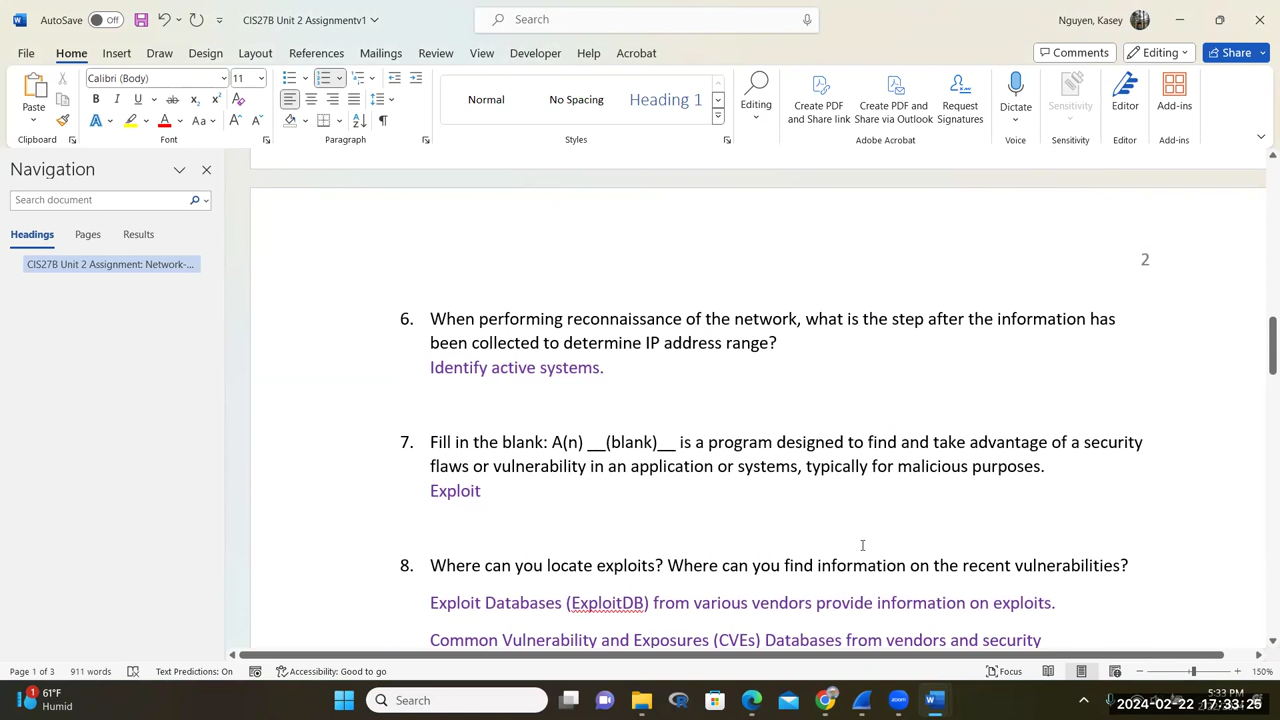 AutoSave Off CIS27B Unit 2 Assignmentv1 Search Nguyen, Kasey
File Home Insert Draw Design Layout References Mailings Review View Developer Help Acrobat Comments Editing Share
Calibri (Body) 11
Paste
Normal No Spacing Heading 1
Editing
Create PDF and Share link
Create PDF and Share via Outlook
Request Signatures
Dictate
Sensitivity
Editor
Add-ins
Clipboard Font Paragraph Styles Adobe Acrobat Voice Sensitivity Editor Add-ins
Navigation
Search document
Headings Pages Results
CIS27B Unit 2 Assignment: Network-...
2
6. When performing reconnaissance of the network, what is the step after the information has
been collected to determine IP address range?
Identify active systems.
7. Fill in the blank: A(n) __(blank)__ is a program designed to find and take advantage of a security
flaws or vulnerability in an application or systems, typically for malicious purposes.
Exploit
8. Where can you locate exploits? Where can you find information on the recent vulnerabilities?
Exploit Databases (ExploitDB) from various vendors provide information on exploits.
Common Vulnerability and Exposures (CVEs) Databases from vendors and security
Page 1 of 3 911 words Text Predictions: On Accessibility: Good to go Focus 150%
1 61°F
Humid
Search
5:33 PM
2024-02-22 17:33:25